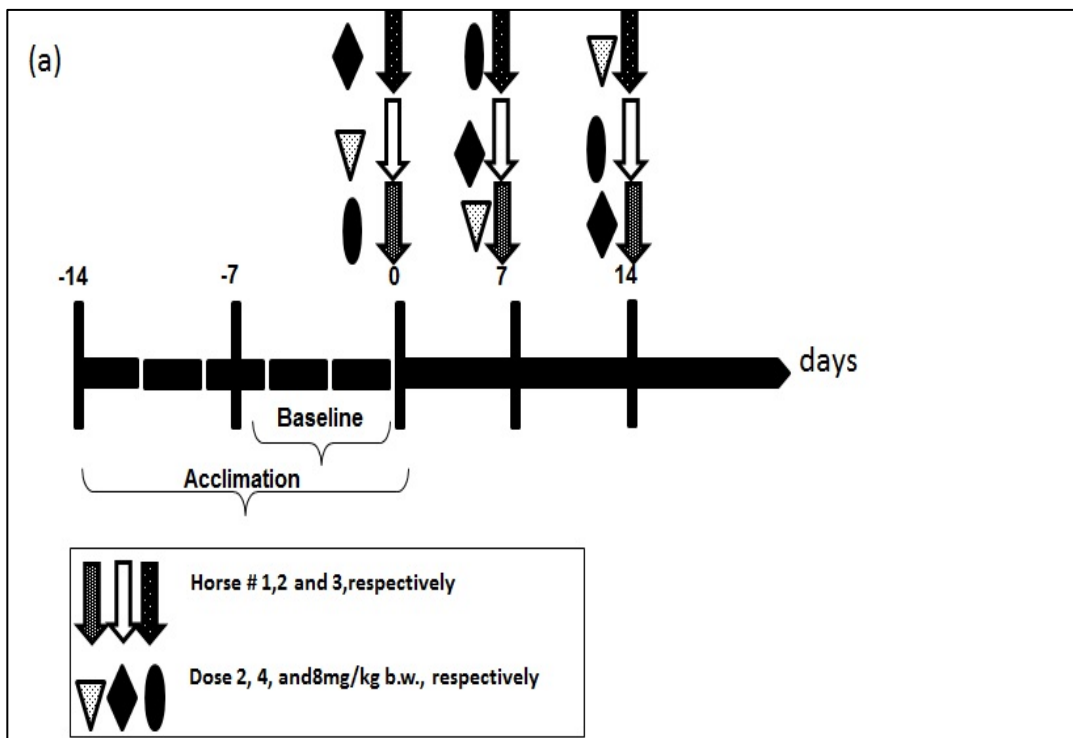 (a)
-14 -7 0 7 14
days
Baseline
Acclimation
Horse # 1,2 and 3,respectively
Dose 2, 4, and8mg/kg b.w., respectively